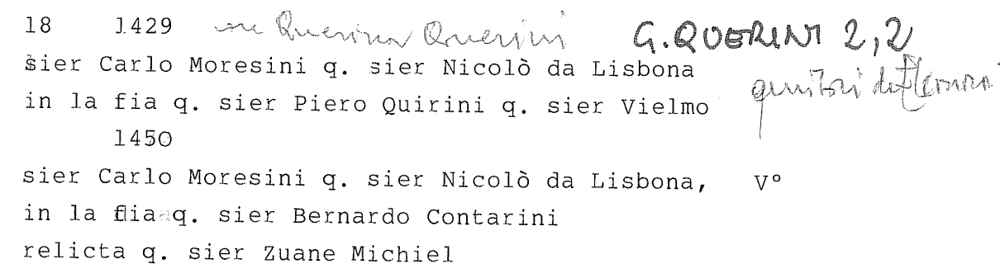 18 1429 Querina Querini G. QUERINI 2,2
sier Carlo Moresini q. sier Nicolò da Lisbona
genitori di
in la fia q. sier Piero Quirini q. sier Vielmo
1450
sier Carlo Moresini q. sier Nicolò da Lisbona, V°
in la fia q. sier Bernardo Contarini
relicta q. sier Zuane Michiel